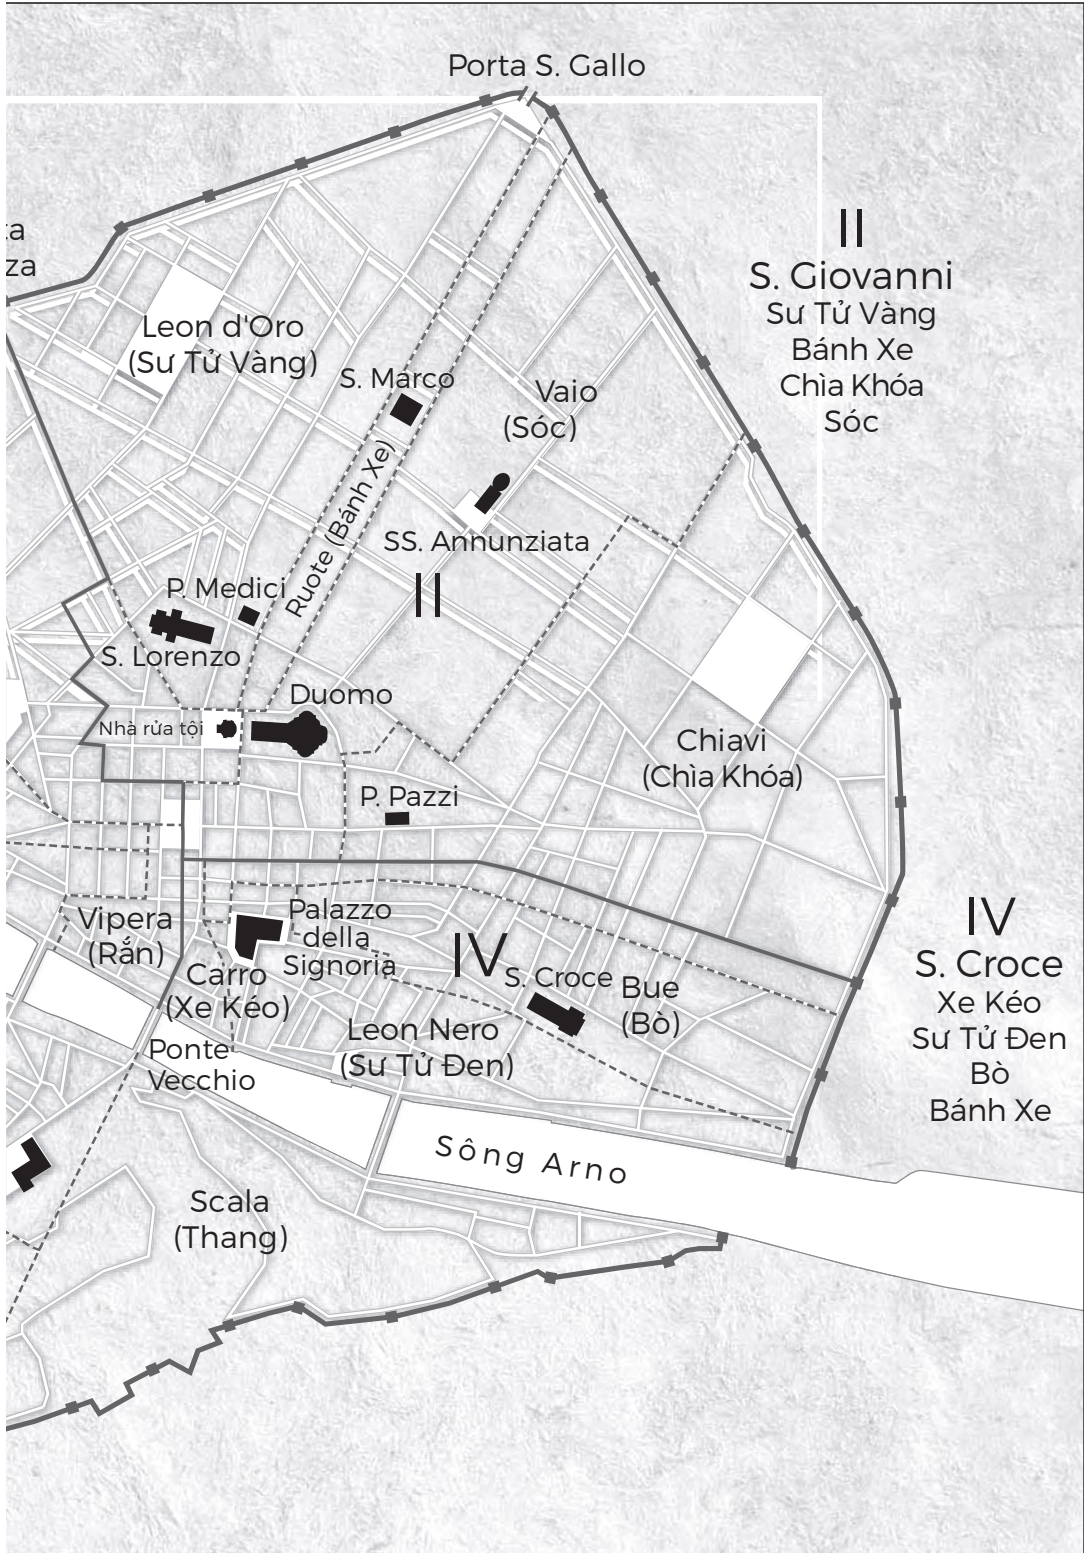 Porta S. Gallo
ta
za
II
S. Giovanni
Sư Tử Vàng
Bánh Xe
Chìa Khóa
Sóc
Leon d'Oro
(Sư Tử Vàng)
S. Marco
Vaio
(Sóc)
Ruote (Bánh Xe)
SS. Annunziata
II
P. Medici
S. Lorenzo
Duomo
Nhà rửa tội
Chiavi
(Chìa Khóa)
P. Pazzi
Vipera
(Rắn)
Palazzo
della
Signoria
Carro
(Xe Kéo)
IV
S. Croce
Bue
(Bò)
Leon Nero
(Sư Tử Đen)
IV
S. Croce
Xe Kéo
Sư Tử Đen
Bò
Bánh Xe
Ponte
Vecchio
Sông Arno
Scala
(Thang)